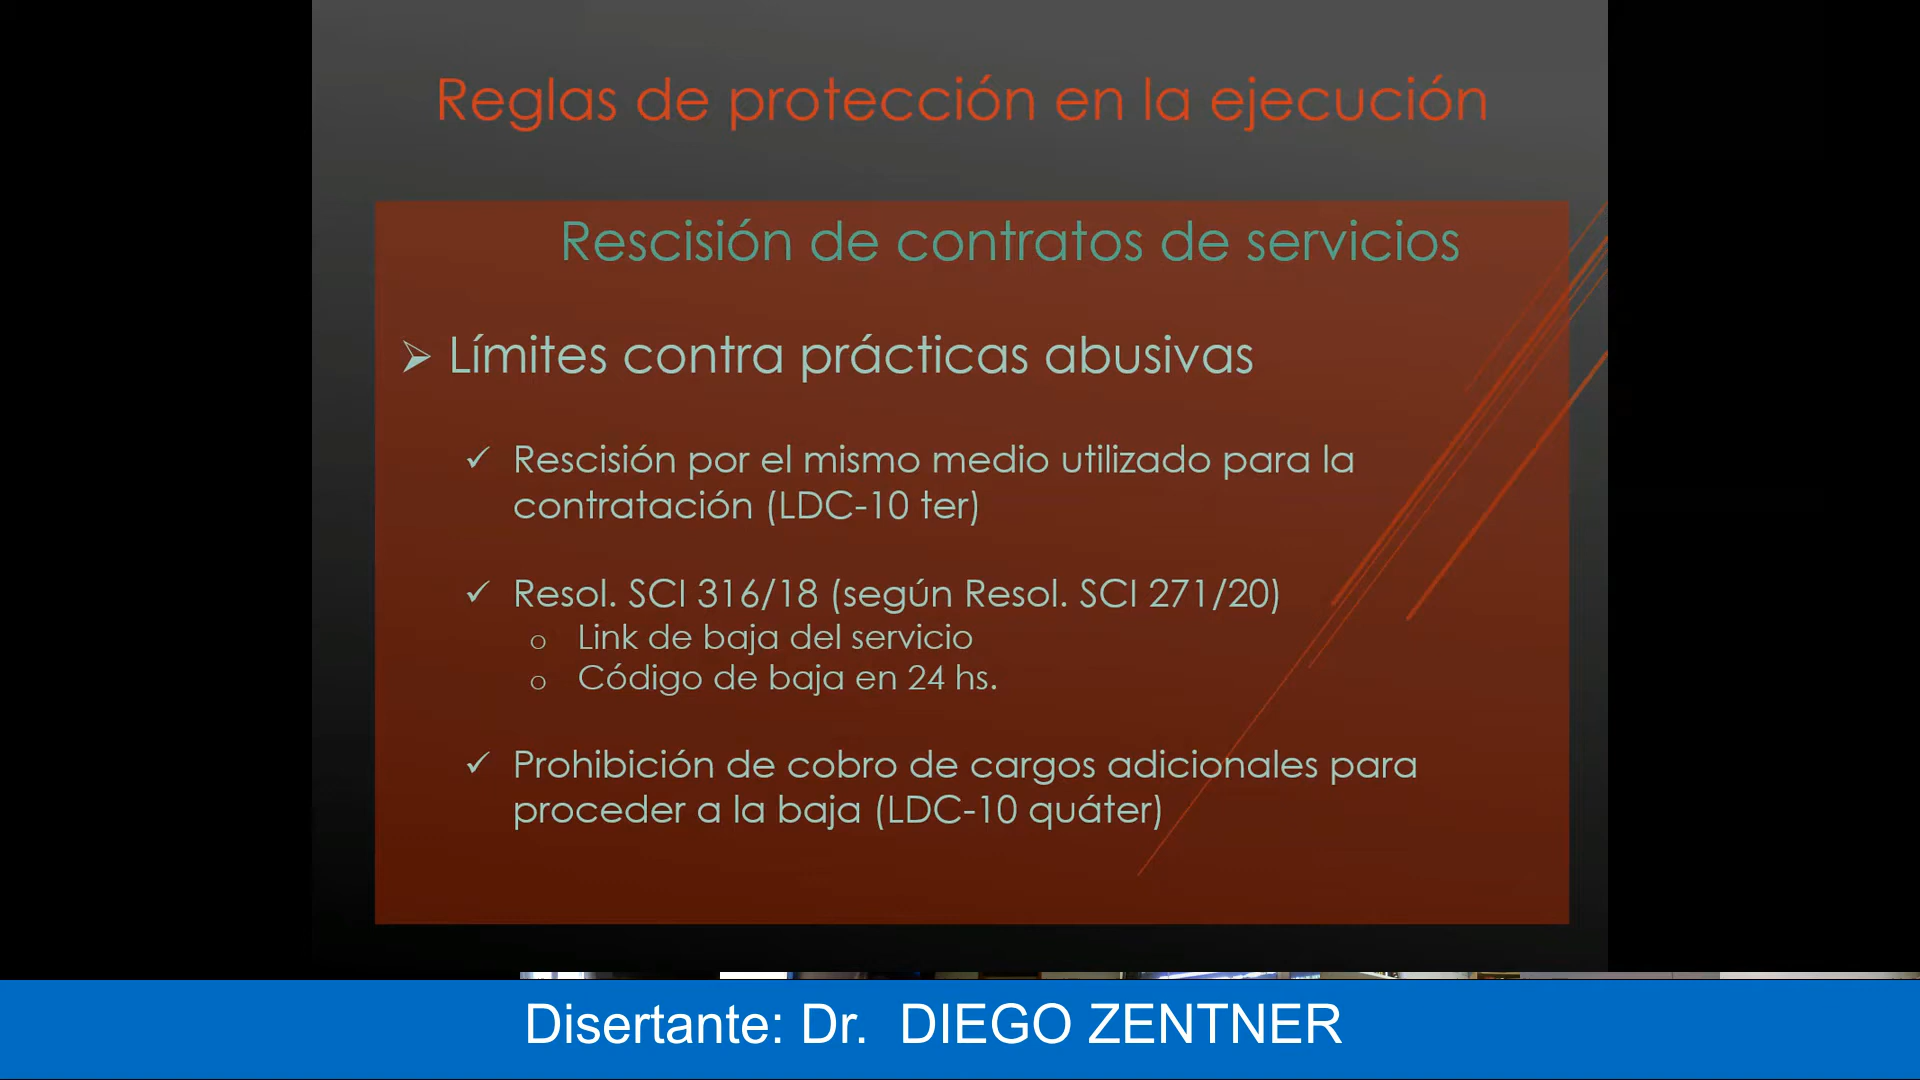 Reglas de protección en la ejecución
Rescisión de contratos de servicios
➢ Límites contra prácticas abusivas
✓ Rescisión por el mismo medio utilizado para la
contratación (LDC-10 ter)
✓ Resol. SCI 316/18 (según Resol. SCI 271/20)
o Link de baja del servicio
o Código de baja en 24 hs.
✓ Prohibición de cobro de cargos adicionales para
proceder a la baja (LDC-10 quáter)
Disertante: Dr.  DIEGO ZENTNER